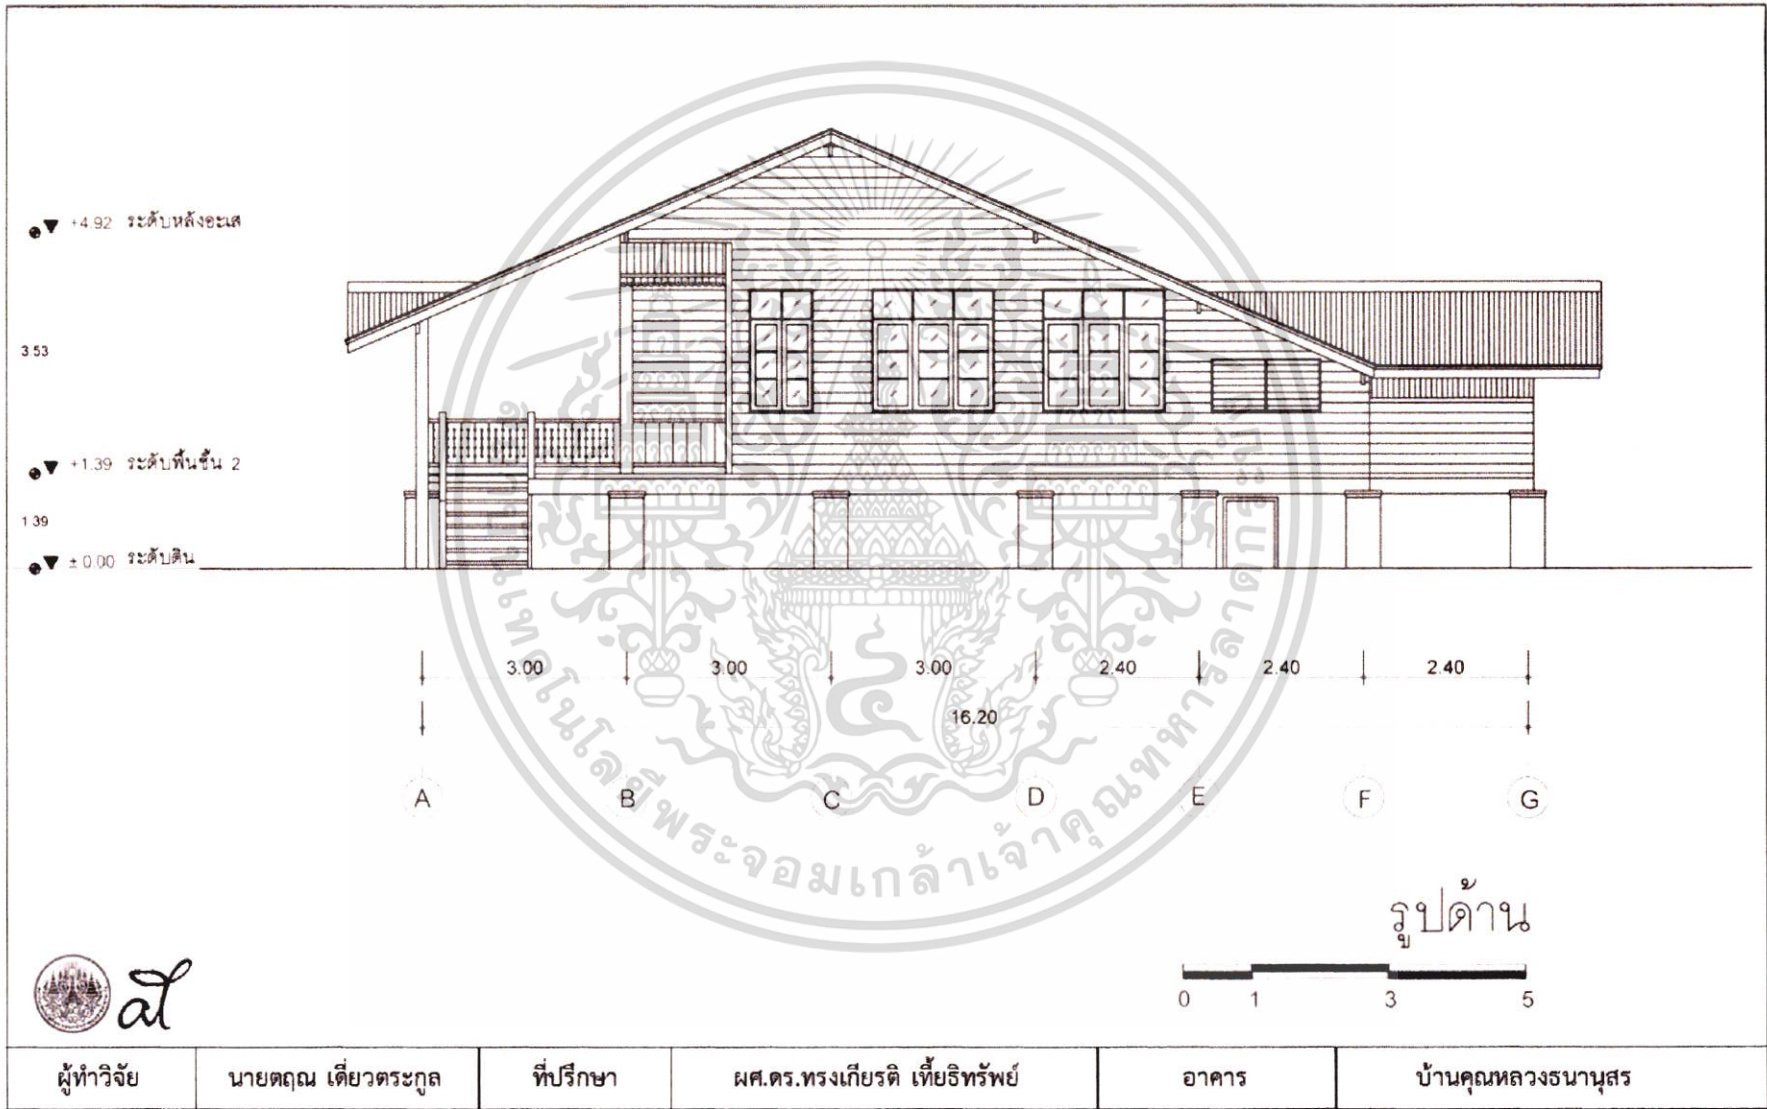 +4.92 ระดับหลังอะเส
3.53
+1.39 ระดับพื้นชั้น 2
1.39
± 0.00 ระดับดิน
3.00 3.00 3.00 2.40 2.40 2.40
16.20
A B C D E F G
รูปด้าน
0 1 3 5
ผู้ทำวิจัย นายตฤณ เดี่ยวตระกูล ที่ปรึกษา ผศ.ดร.ทรงเกียรติ เที้ยธิทรัพย์ อาคาร บ้านคุณหลวงธนานุสร